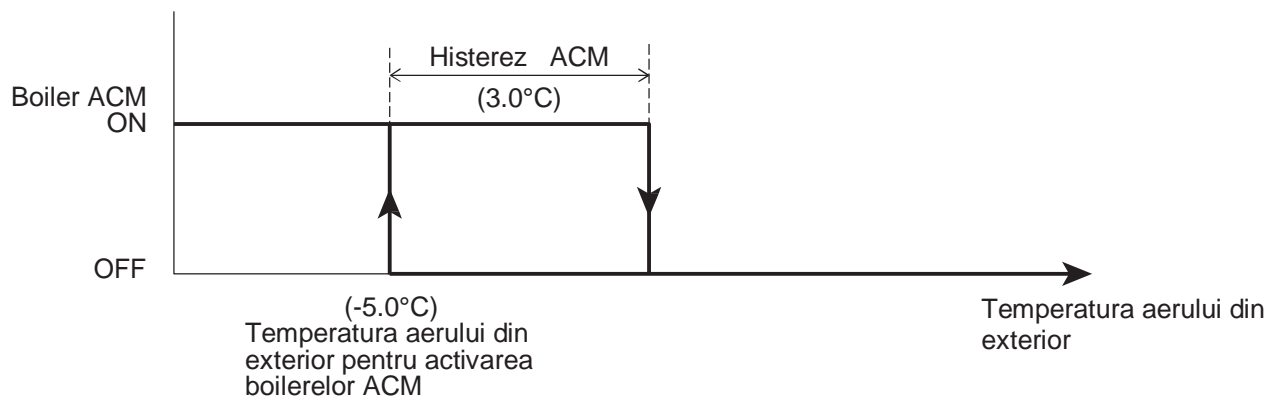 Histerez ACM
(3.0°C)
Boiler ACM
ON
OFF
(-5.0°C)
Temperatura aerului din
exterior pentru activarea
boilerelor ACM
Temperatura aerului din
exterior